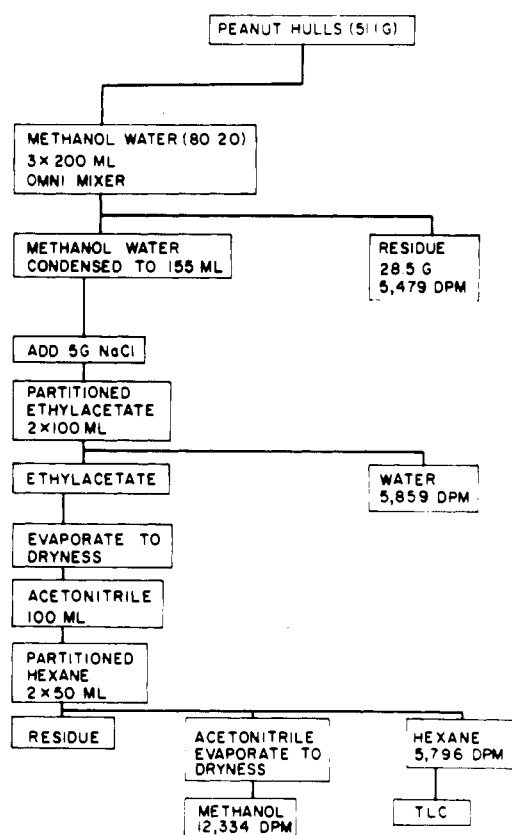 PEANUT HULLS (51.1G)
METHANOL WATER (80 20)
3 × 200 ML
OMNI MIXER
METHANOL WATER
CONDENSED TO 155 ML
RESIDUE
28.5 G
5,479 DPM
ADD 5G NaCl
PARTITIONED
ETHYLACETATE
2×100 ML
ETHYLACETATE
WATER
5,859 DPM
EVAPORATE TO
DRYNESS
ACETONITRILE
100 ML
PARTITIONED
HEXANE
2×50 ML
RESIDUE
ACETONITRILE
EVAPORATE TO
DRYNESS
HEXANE
5,796 DPM
METHANOL
12,334 DPM
TLC